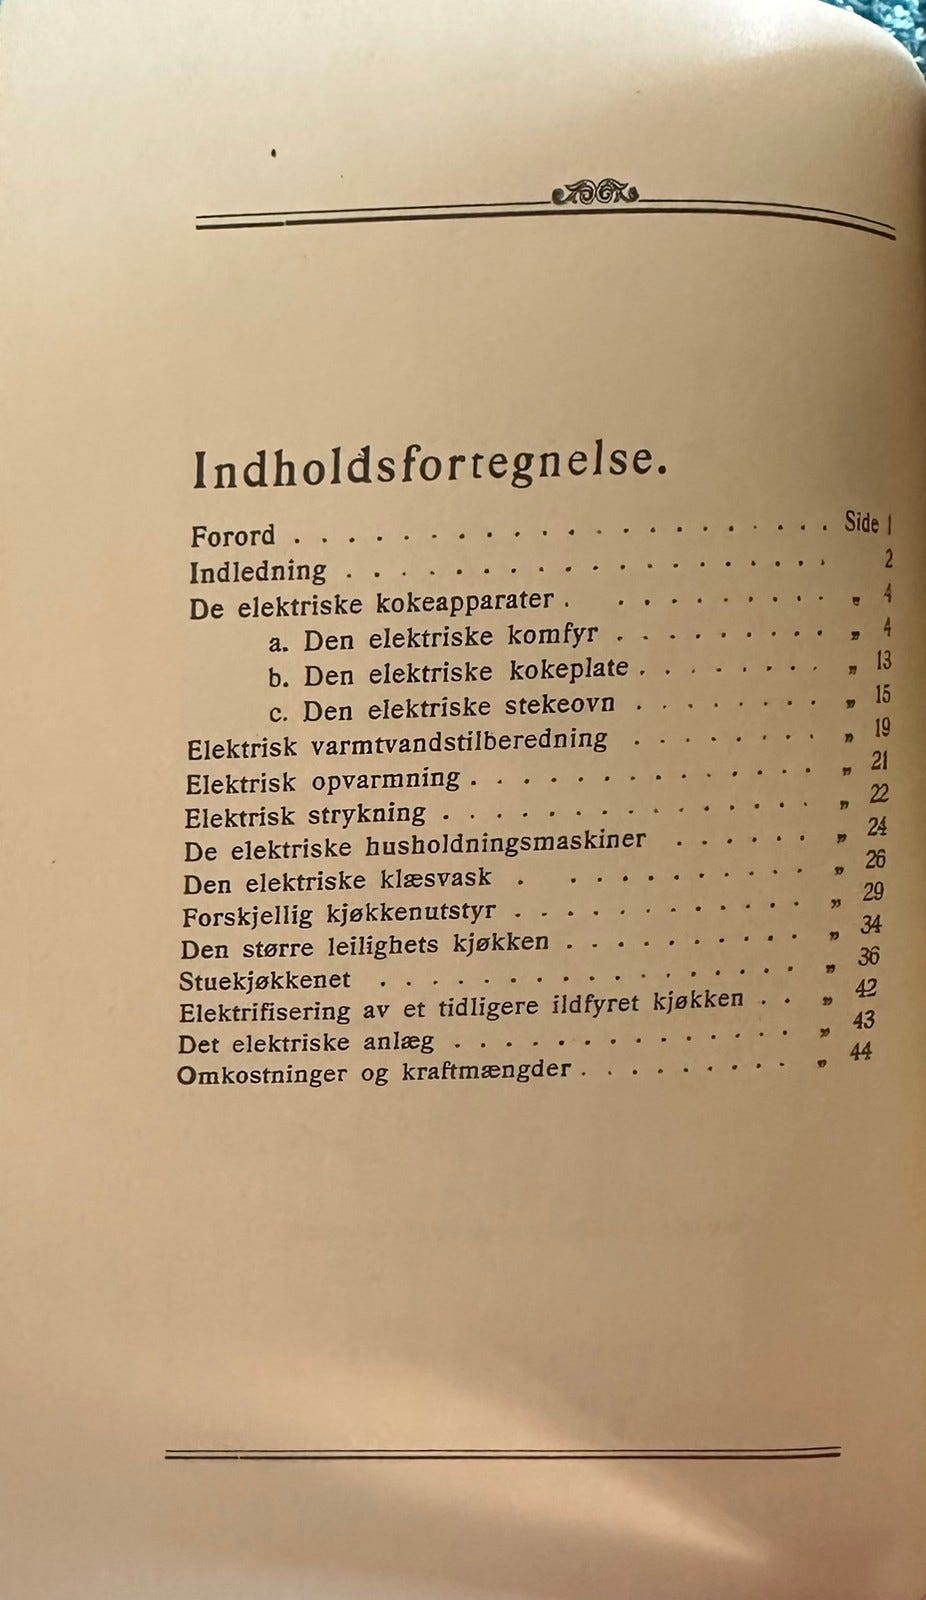 Indholdsfortegnelse.
Forord . . . . . . . . . . . . . . . . . . . . . Side 1
Indledning . . . . . . . . . . . . . . . . . . . 2
De elektriske kokeapparater . . . . . . . . . . „ 4
a. Den elektriske komfyr . . . . . . . . . „ 4
b. Den elektriske kokeplate . . . . . . . . „ 13
c. Den elektriske stekeovn . . . . . . . . „ 15
Elektrisk varmtvandstilberedning . . . . . . . . „ 19
Elektrisk opvarmning . . . . . . . . . . . . . . „ 21
Elektrisk strykning . . . . . . . . . . . . . . . „ 22
De elektriske husholdningsmaskiner . . . . . . „ 24
Den elektriske klæsvask . . . . . . . . . . . „ 26
Forskjellig kjøkkenutstyr . . . . . . . . . . . . „ 29
Den større leilighets kjøkken . . . . . . . . . . „ 34
Stuekjøkkenet . . . . . . . . . . . . . . . . . „ 36
Elektrifisering av et tidligere ildfyret kjøkken . . „ 42
Det elektriske anlæg . . . . . . . . . . . . . . „ 43
Omkostninger og kraftmængder . . . . . . . . . „ 44